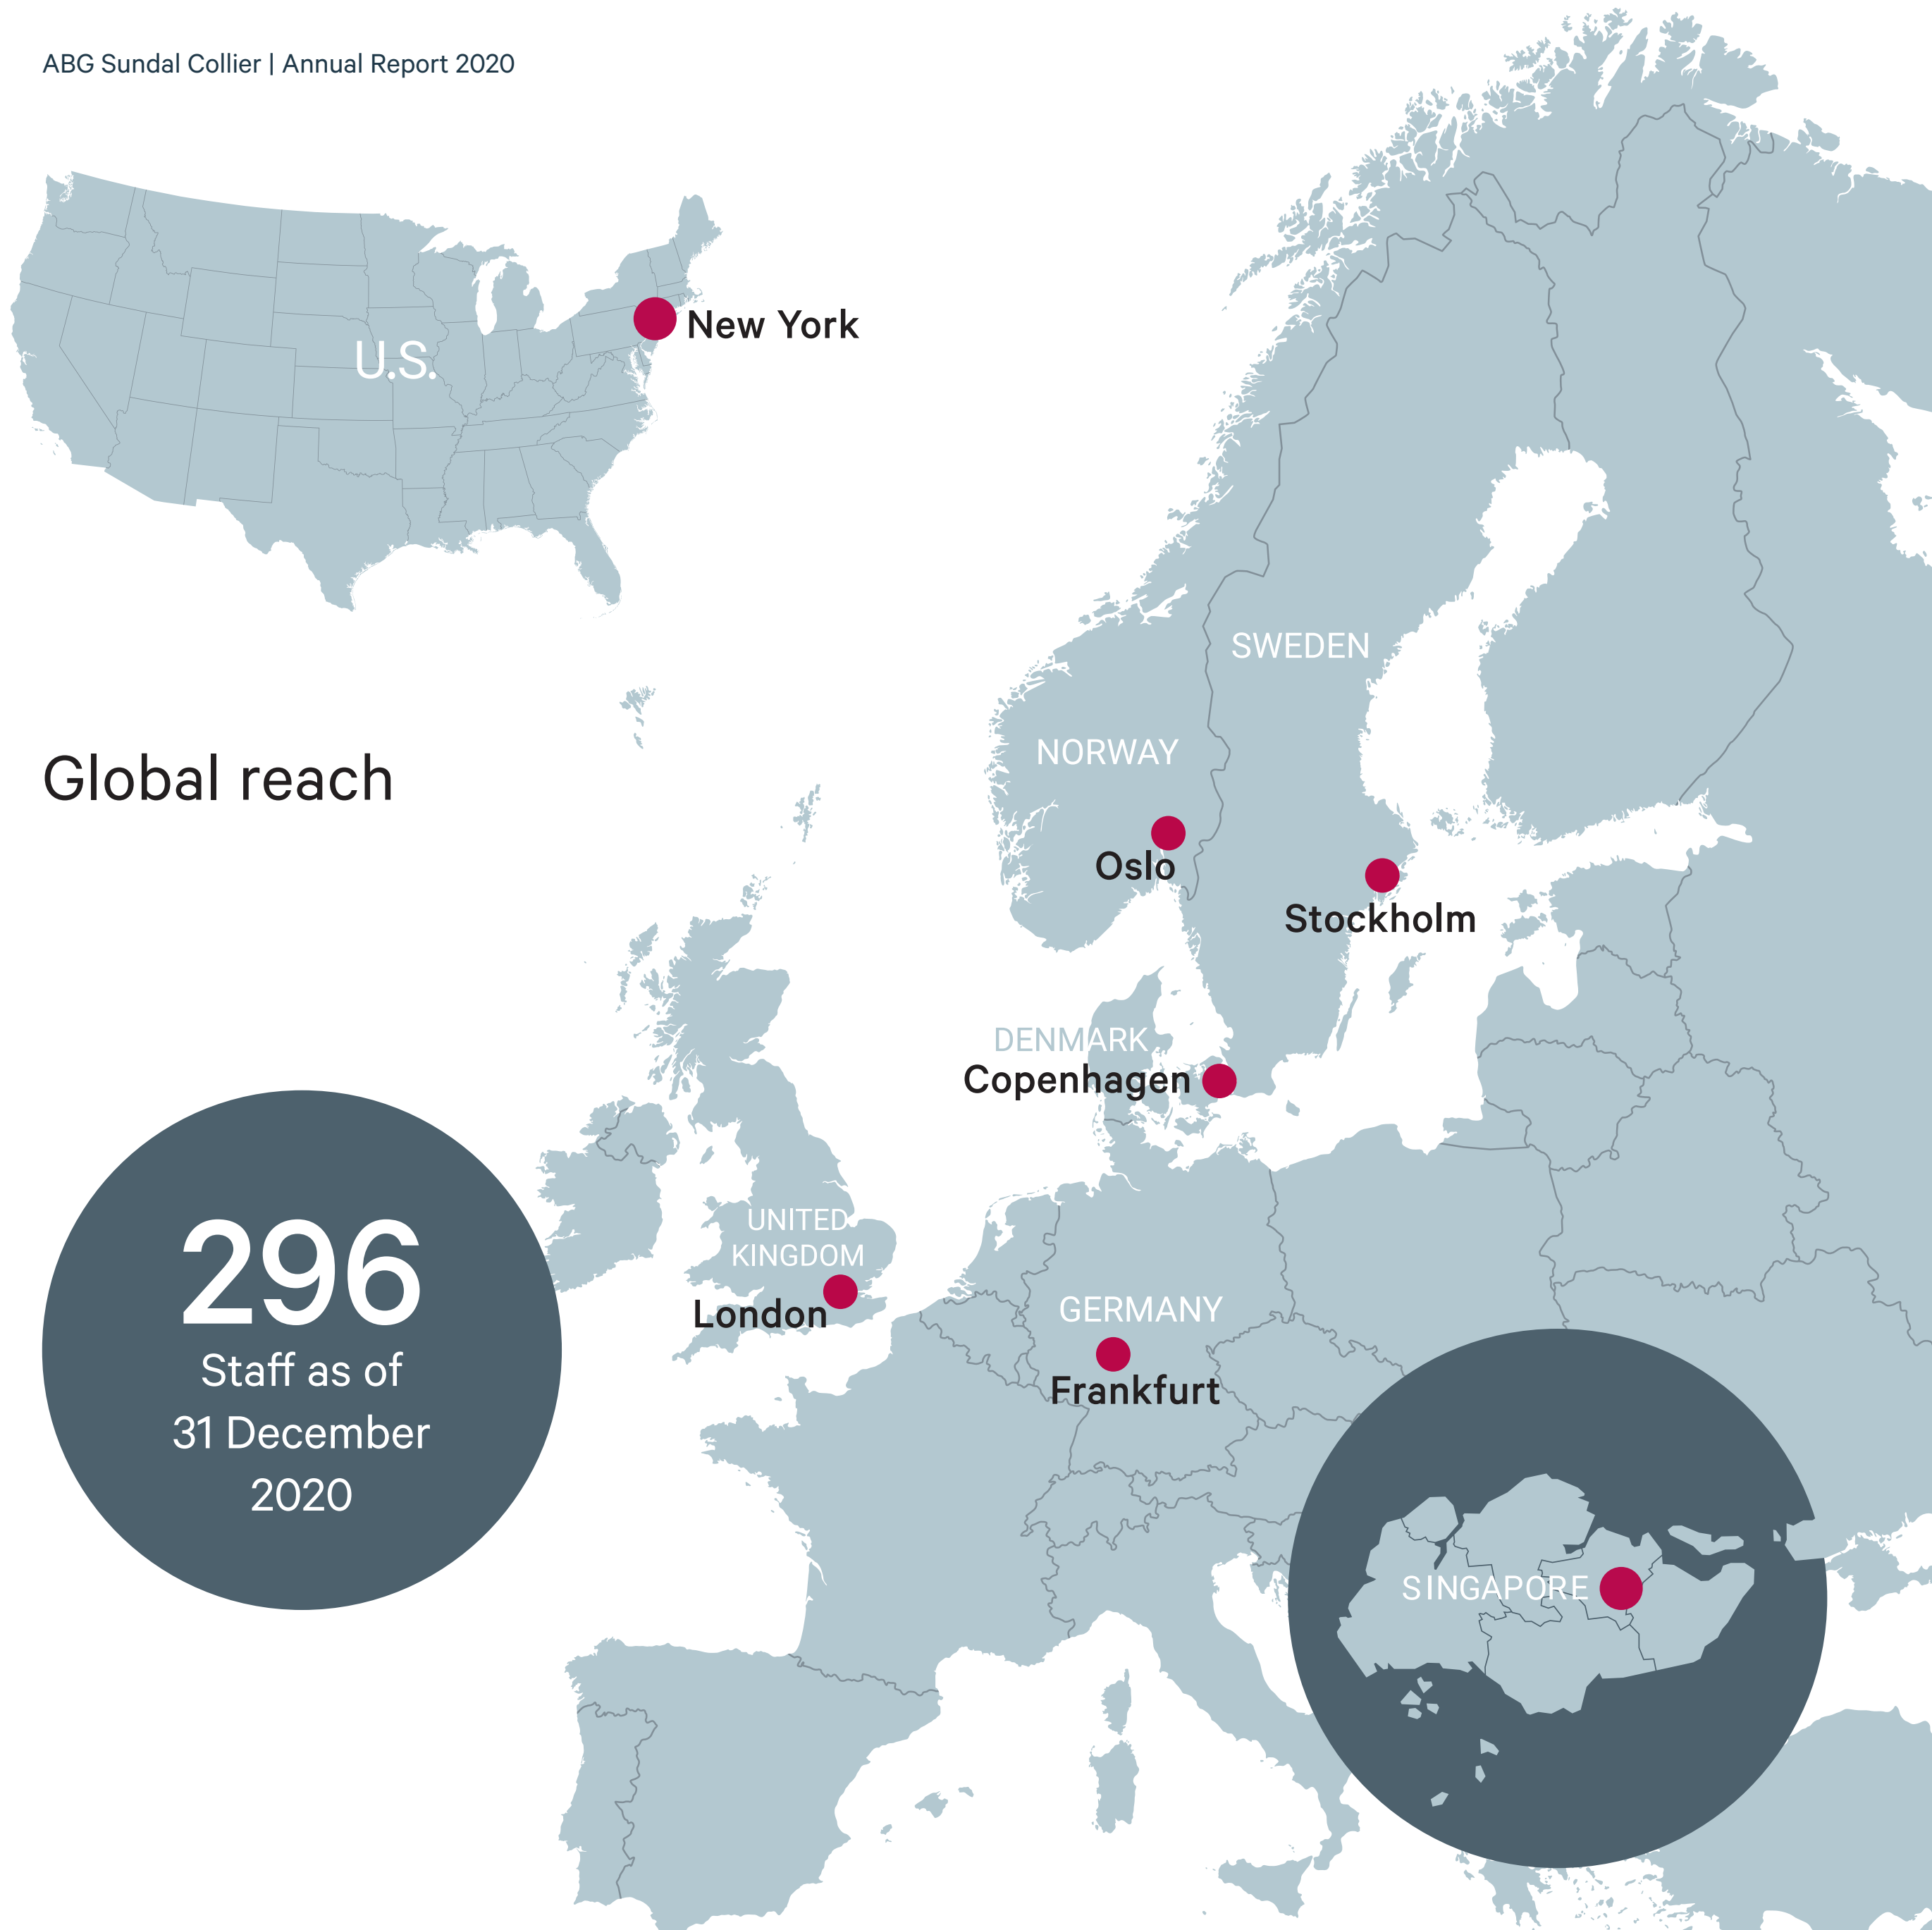 ABG Sundal Collier | Annual Report 2020
New York
U.S.
SWEDEN
NORWAY
Global reach
Oslo
Stockholm
DENMARK
Copenhagen
UNITED
KINGDOM
London
GERMANY
Frankfurt
296
Staff as of
31 December
2020
SINGAPORE